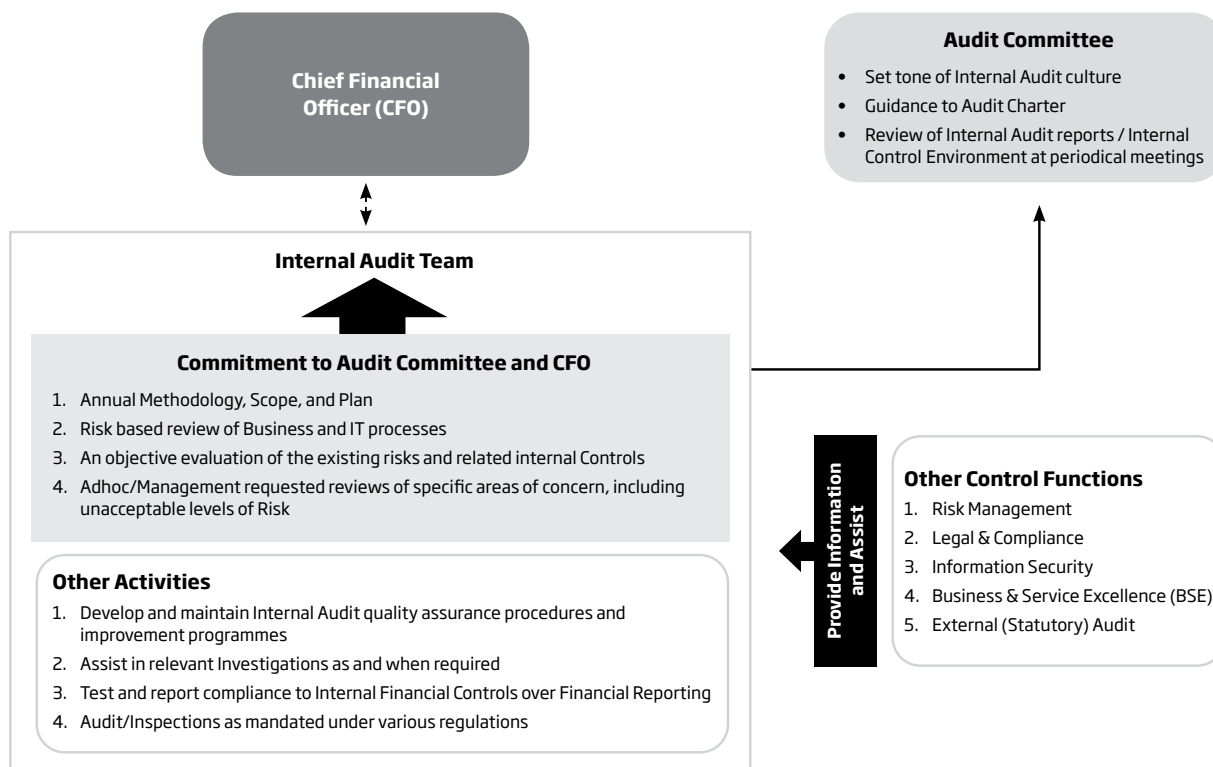 Chief Financial
Officer (CFO)
Audit Committee
• Set tone of Internal Audit culture
• Guidance to Audit Charter
• Review of Internal Audit reports / Internal
Control Environment at periodical meetings
Internal Audit Team
Commitment to Audit Committee and CFO
1. Annual Methodology, Scope, and Plan
2. Risk based review of Business and IT processes
3. An objective evaluation of the existing risks and related internal Controls
4. Adhoc/Management requested reviews of specific areas of concern, including
unacceptable levels of Risk
Other Activities
1. Develop and maintain Internal Audit quality assurance procedures and
improvement programmes
2. Assist in relevant Investigations as and when required
3. Test and report compliance to Internal Financial Controls over Financial Reporting
4. Audit/Inspections as mandated under various regulations
Provide Information
and Assist
Other Control Functions
1. Risk Management
2. Legal & Compliance
3. Information Security
4. Business & Service Excellence (BSE)
5. External (Statutory) Audit